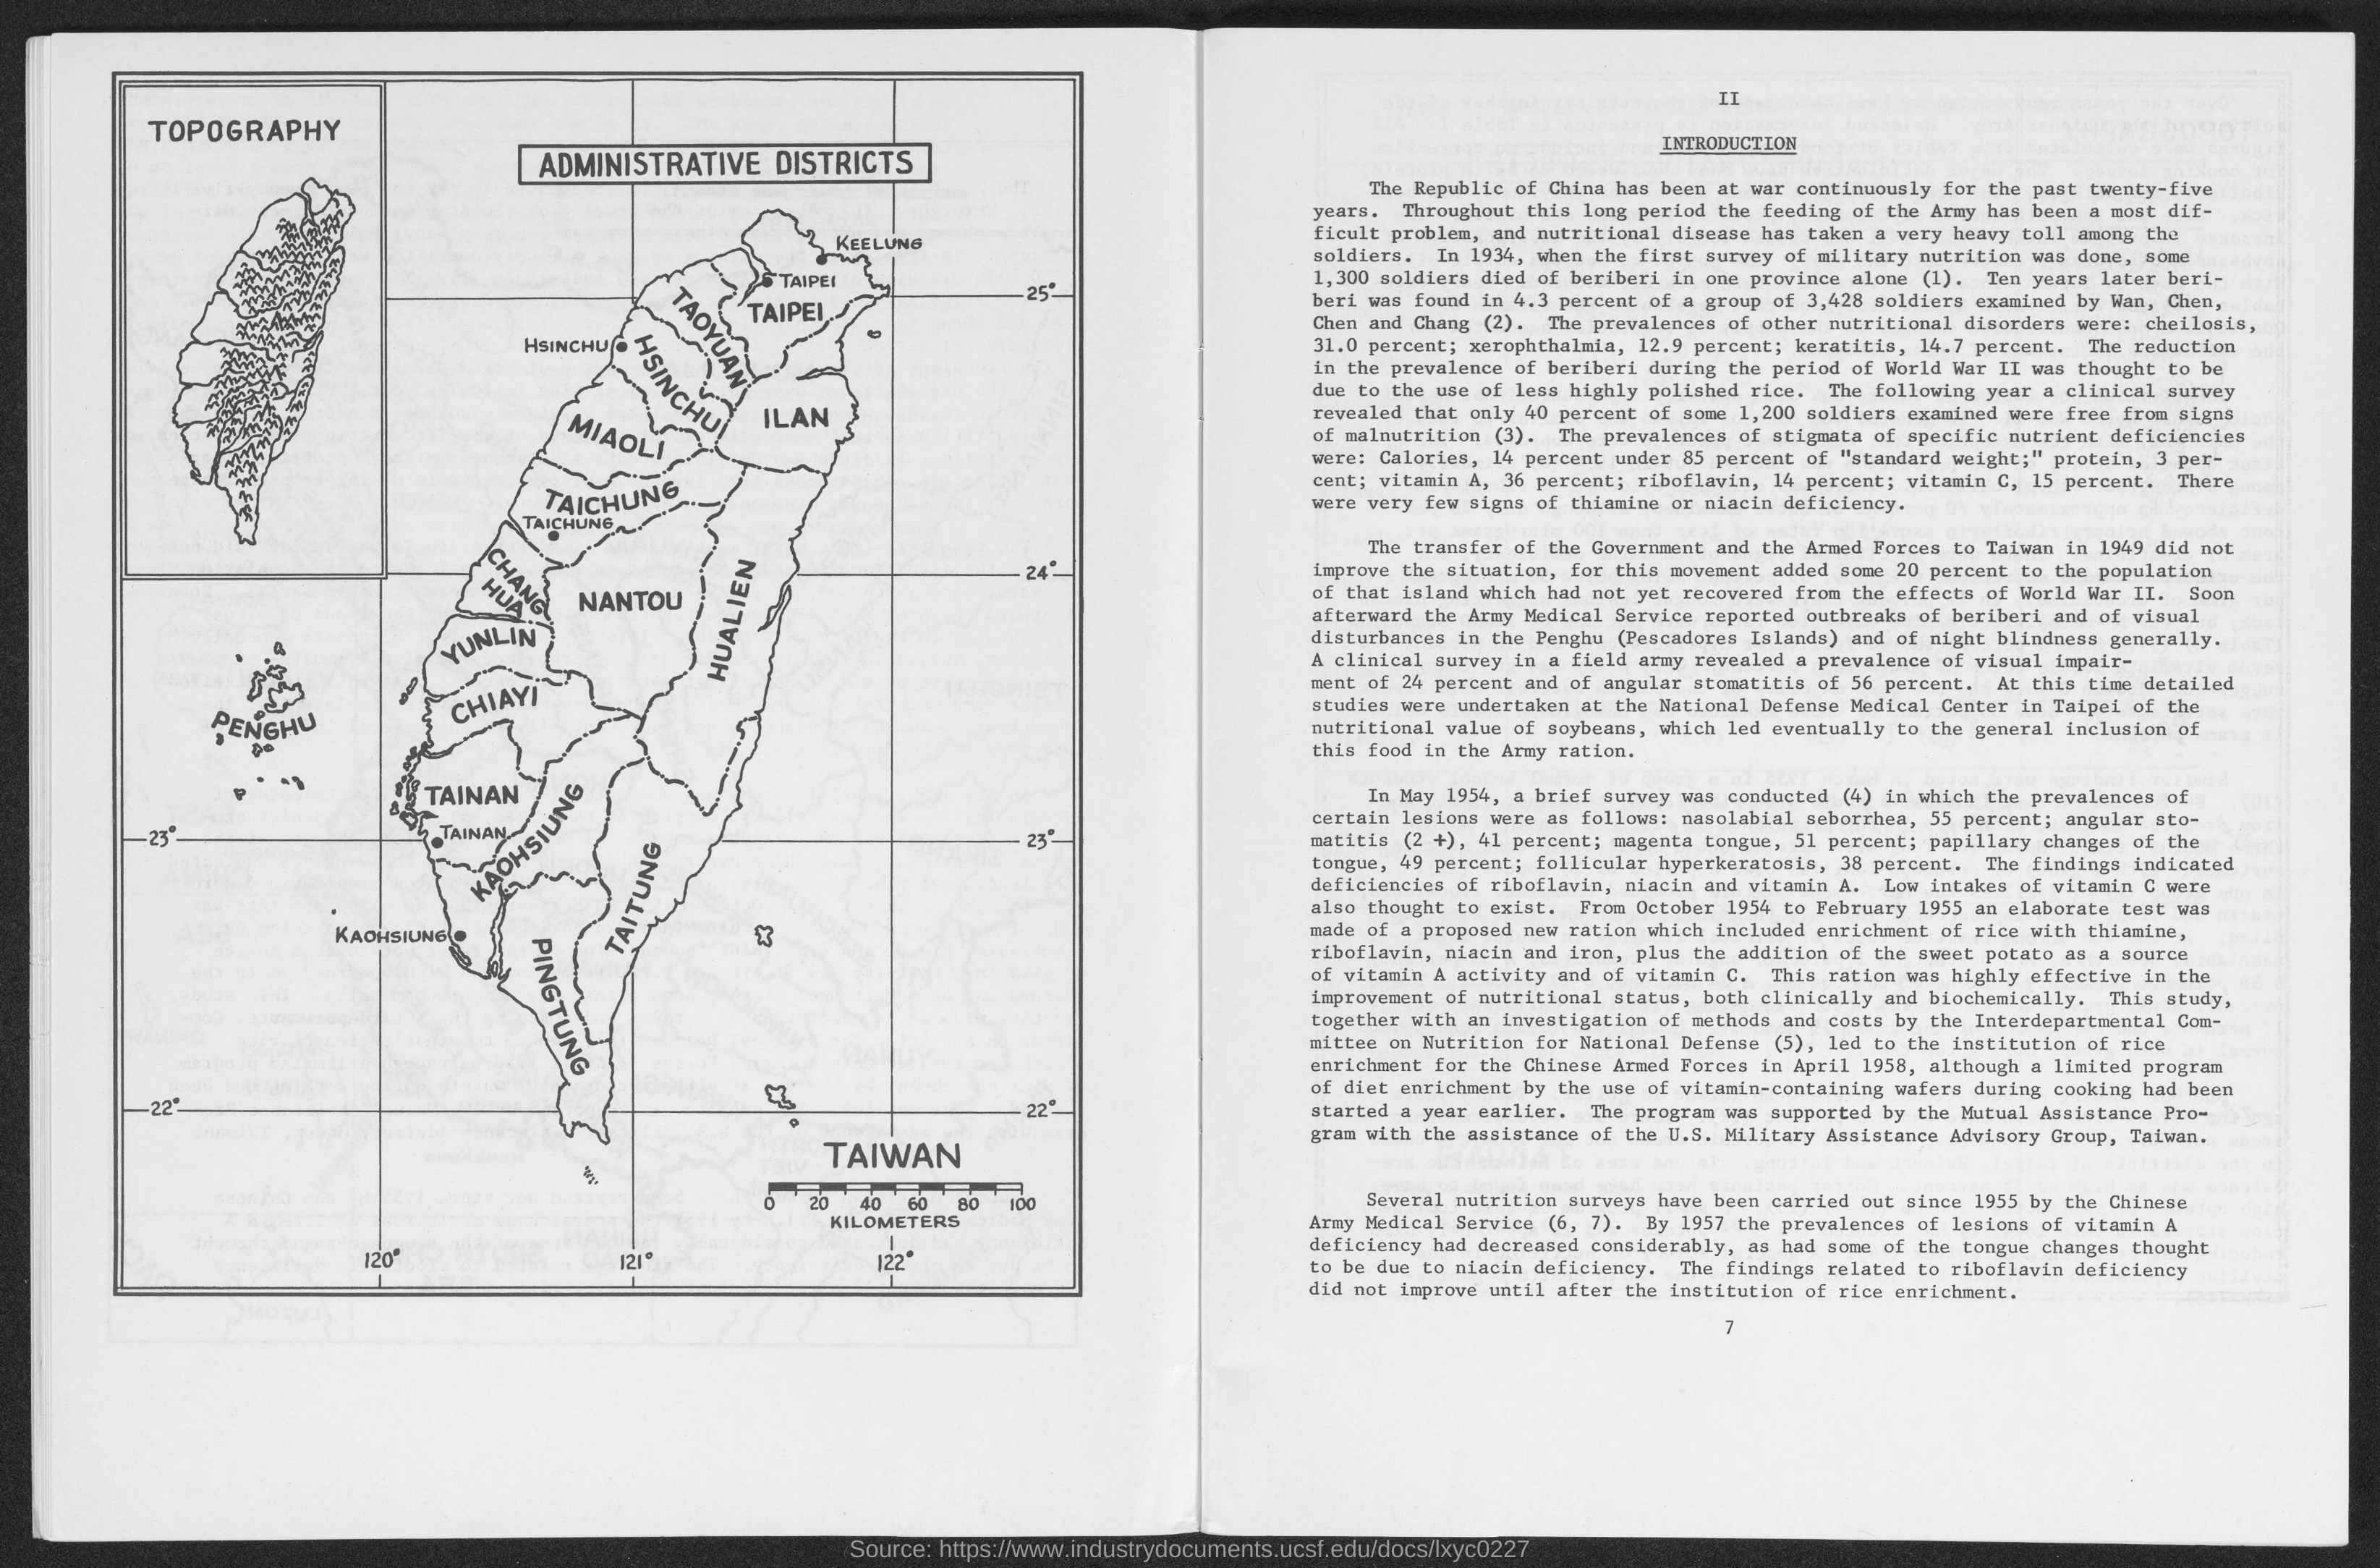 TOPOGRAPHY
ADMINISTRATIVE DISTRICTS
KEELUNG
TAIPEI
25°
TAIPEI
TAOYUAN
HSINCHU
HSINCHU
ILAN
MIAOLI
TAICHUNG
TAICHUNG
24°
CHANG
HUA
NANTOU
HUALIEN
YUNLIN
CHIAYI
PENGHU
TAINAN
TAINAN
23°
23°
KAOHSIUNG
TAITUNG
KAOHSIUNG
PINGTUNG
22°
22°
TAIWAN
0 20 40 60 80 100
KILOMETERS
120° 121° 122°
II
INTRODUCTION
The Republic of China has been at war continuously for the past twenty-five
years. Throughout this long period the feeding of the Army has been a most dif-
ficult problem, and nutritional disease has taken a very heavy toll among the
soldiers. In 1934, when the first survey of military nutrition was done, some
1,300 soldiers died of beriberi in one province alone (1). Ten years later beri-
beri was found in 4.3 percent of a group of 3,428 soldiers examined by Wan, Chen,
Chen and Chang (2). The prevalences of other nutritional disorders were: cheilosis,
31.0 percent; xerophthalmia, 12.9 percent; keratitis, 14.7 percent. The reduction
in the prevalence of beriberi during the period of World War II was thought to be
due to the use of less highly polished rice. The following year a clinical survey
revealed that only 40 percent of some 1,200 soldiers examined were free from signs
of malnutrition (3). The prevalences of stigmata of specific nutrient deficiencies
were: Calories, 14 percent under 85 percent of "standard weight;" protein, 3 per-
cent; vitamin A, 36 percent; riboflavin, 14 percent; vitamin C, 15 percent. There
were very few signs of thiamine or niacin deficiency.
The transfer of the Government and the Armed Forces to Taiwan in 1949 did not
improve the situation, for this movement added some 20 percent to the population
of that island which had not yet recovered from the effects of World War II. Soon
afterward the Army Medical Service reported outbreaks of beriberi and of visual
disturbances in the Penghu (Pescadores Islands) and of night blindness generally.
A clinical survey in a field army revealed a prevalence of visual impair-
ment of 24 percent and of angular stomatitis of 56 percent. At this time detailed
studies were undertaken at the National Defense Medical Center in Taipei of the
nutritional value of soybeans, which led eventually to the general inclusion of
this food in the Army ration.
In May 1954, a brief survey was conducted (4) in which the prevalences of
certain lesions were as follows: nasolabial seborrhea, 55 percent; angular sto-
matitis (2 +), 41 percent; magenta tongue, 51 percent; papillary changes of the
tongue, 49 percent; follicular hyperkeratosis, 38 percent. The findings indicated
deficiencies of riboflavin, niacin and vitamin A. Low intakes of vitamin C were
also thought to exist. From October 1954 to February 1955 an elaborate test was
made of a proposed new ration which included enrichment of rice with thiamine,
riboflavin, niacin and iron, plus the addition of the sweet potato as a source
of vitamin A activity and of vitamin C. This ration was highly effective in the
improvement of nutritional status, both clinically and biochemically. This study,
together with an investigation of methods and costs by the Interdepartmental Com-
mittee on Nutrition for National Defense (5), led to the institution of rice
enrichment for the Chinese Armed Forces in April 1958, although a limited program
of diet enrichment by the use of vitamin-containing wafers during cooking had been
started a year earlier. The program was supported by the Mutual Assistance Pro-
gram with the assistance of the U.S. Military Assistance Advisory Group, Taiwan.
Several nutrition surveys have been carried out since 1955 by the Chinese
Army Medical Service (6, 7). By 1957 the prevalences of lesions of vitamin A
deficiency had decreased considerably, as had some of the tongue changes thought
to be due to niacin deficiency. The findings related to riboflavin deficiency
did not improve until after the institution of rice enrichment.
7
Source: https://www.industrydocuments.ucsf.edu/docs/lxyc0227